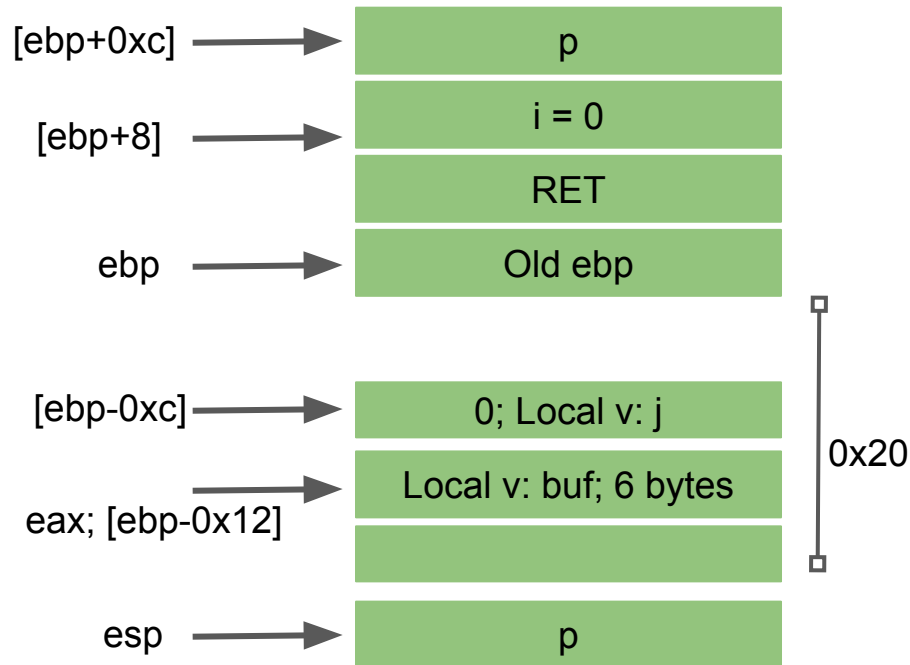 [ebp+0xc]
p
[ebp+8]
i = 0
RET
ebp
Old ebp
[ebp-0xc]
0; Local v: j
0x20
Local v: buf; 6 bytes
eax; [ebp-0x12]
esp
p